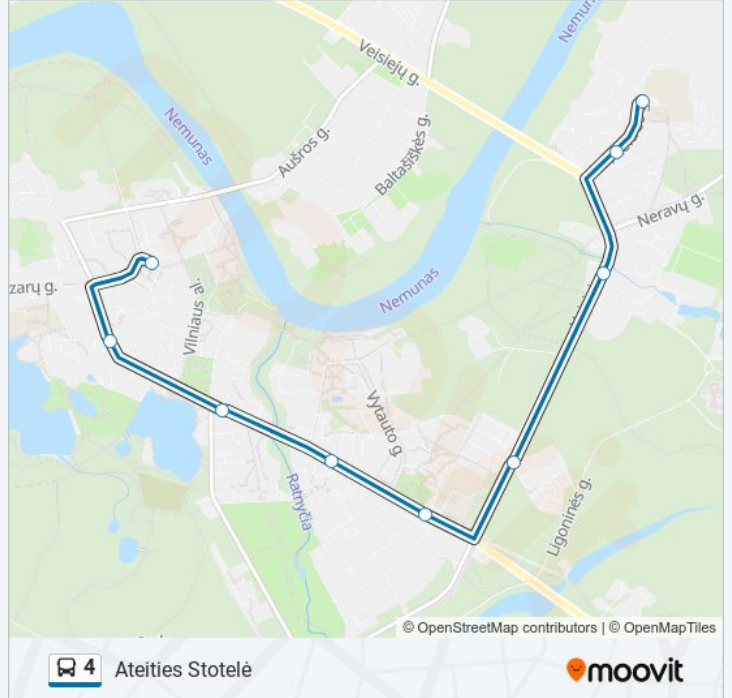 Nemunas
Veisiejų g.
Nemunas
Aušros g.
Baltašiškės g.
Neravų g.
zarų g.
Vilniaus al.
Nemunas
Vytauto g.
Ratnyčia
Ligoninės g.
© OpenStreetMap contributors | © OpenMapTiles
4 Ateities Stotelė
moovit